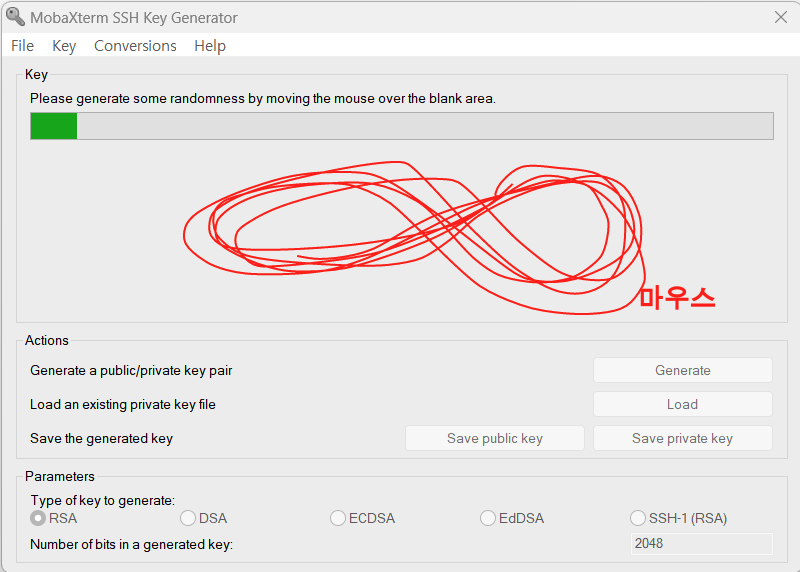 MobaXterm SSH Key Generator
File Key Conversions Help
Key
Please generate some randomness by moving the mouse over the blank area.
마우스
Actions
Generate a public/private key pair Generate
Load an existing private key file Load
Save the generated key Save public key Save private key
Parameters
Type of key to generate:
RSA DSA ECDSA EdDSA SSH-1 (RSA)
Number of bits in a generated key: 2048